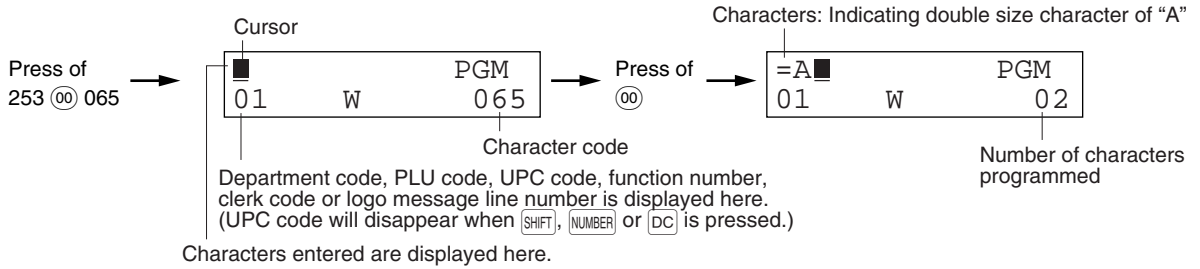 Characters: Indicating double size character of “A”
Cursor
Press of
253 00 065
PGM
01 W 065
Press of
00
=A PGM
01 W 02
Character code
Number of characters
programmed
Department code, PLU code, UPC code, function number,
clerk code or logo message line number is displayed here.
(UPC code will disappear when SHIFT, NUMBER or DC is pressed.)
Characters entered are displayed here.